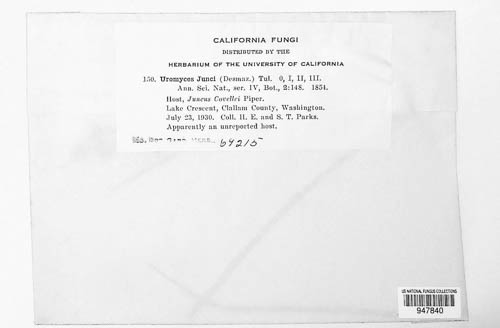 CALIFORNIA FUNGI
DISTRIBUTED BY THE
HERBARIUM OF THE UNIVERSITY OF CALIFORNIA
150. Uromyces Junci (Desmaz.) Tul. 0, I, II, III.
Ann. Sci. Nat., ser. IV, Bot., 2:148. 1854.
Host, Juncus Covellei Piper.
Lake Crescent, Clallam County, Washington.
July 23, 1930. Coll. H. E. and S. T. Parks.
Apparently an unreported host.
64215
US NATIONAL FUNGUS COLLECTIONS
947840